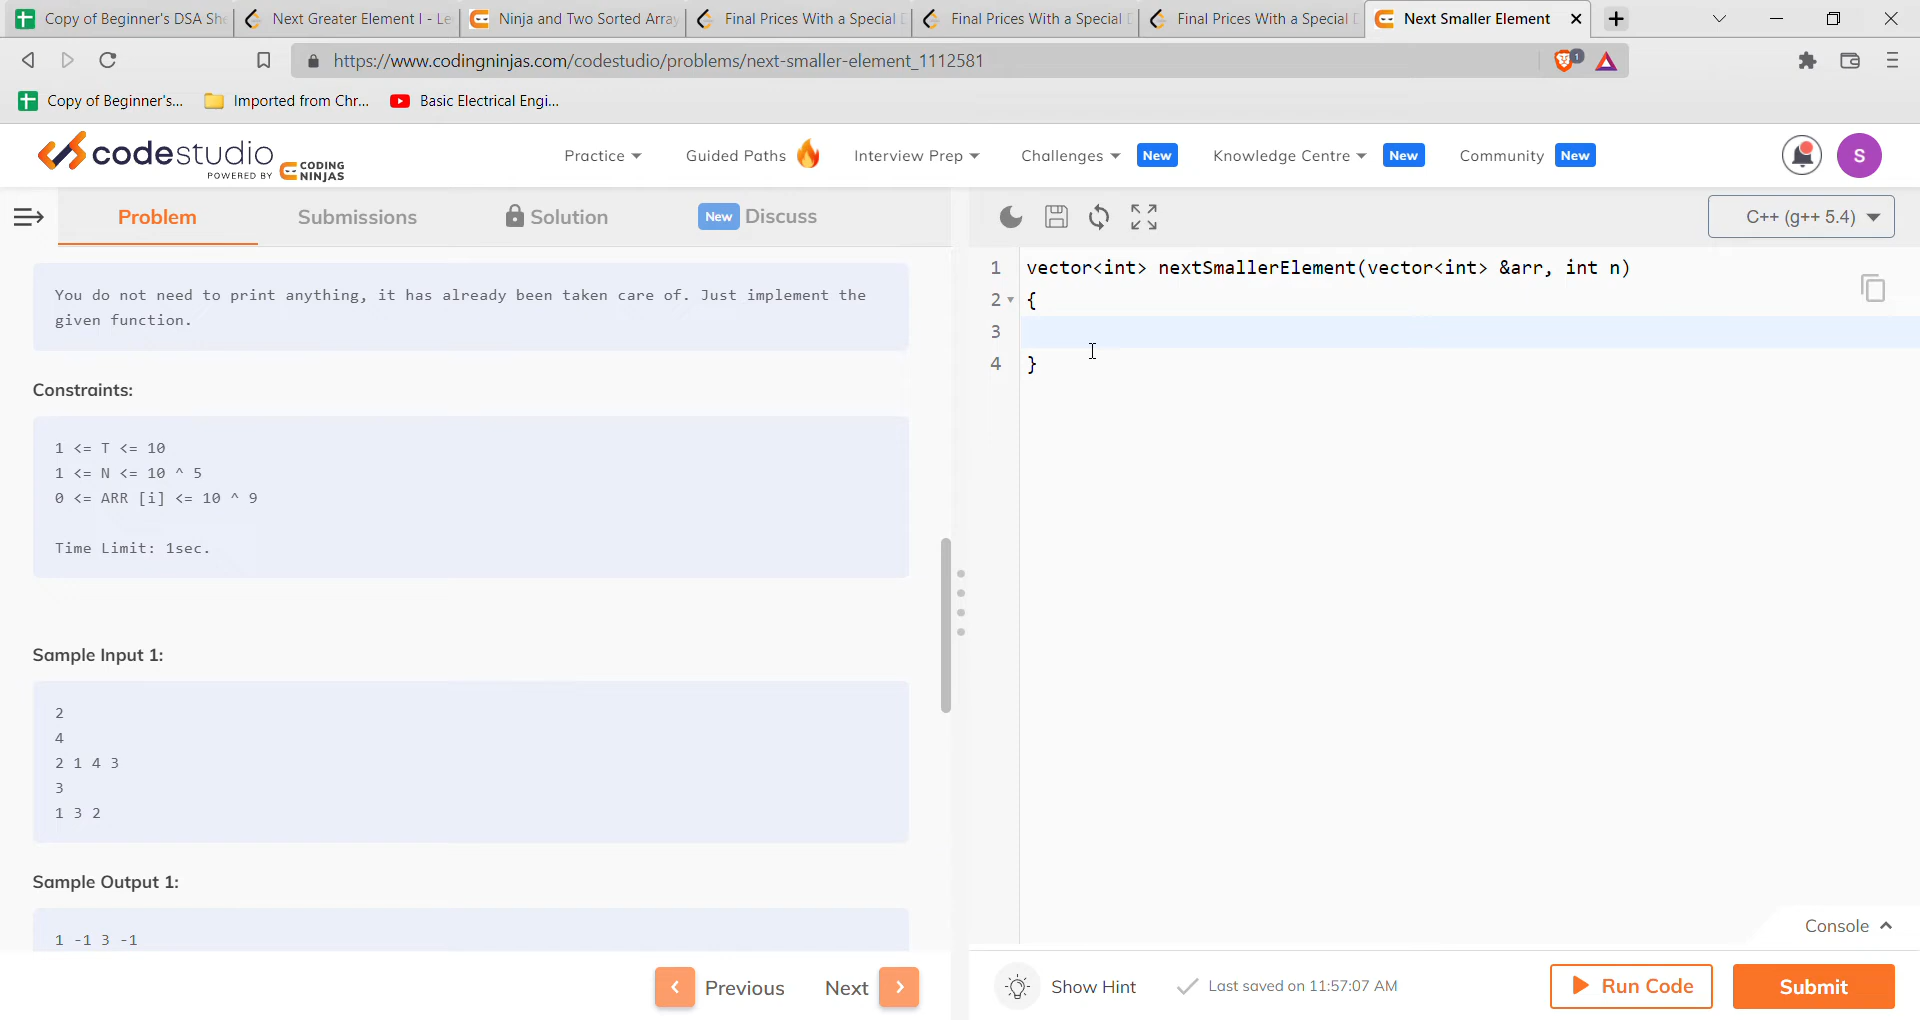 Copy of Beginner's DSA She
Next Greater Element I - Le
Ninja and Two Sorted Array
Final Prices With a Special D
Final Prices With a Special D
Final Prices With a Special D
Next Smaller Element
https://www.codingninjas.com/codestudio/problems/next-smaller-element_1112581
1
Copy of Beginner's...
Imported from Chr...
Basic Electrical Engi...
codestudio
POWERED BY CODING NINJAS
Practice
Guided Paths
Interview Prep
Challenges New
Knowledge Centre New
Community New
S
Problem
Submissions
Solution
New Discuss
C++ (g++ 5.4)
You do not need to print anything, it has already been taken care of. Just implement the
given function.
Constraints:
1 <= T <= 10
1 <= N <= 10 ^ 5
0 <= ARR [i] <= 10 ^ 9
Time Limit: 1sec.
Sample Input 1:
2
4
2 1 4 3
3
1 3 2
Sample Output 1:
1 -1 3 -1
Previous
Next
1 vector<int> nextSmallerElement(vector<int> &arr, int n)
2 {
3
4 }
Console
Show Hint
Last saved on 11:57:07 AM
Run Code
Submit